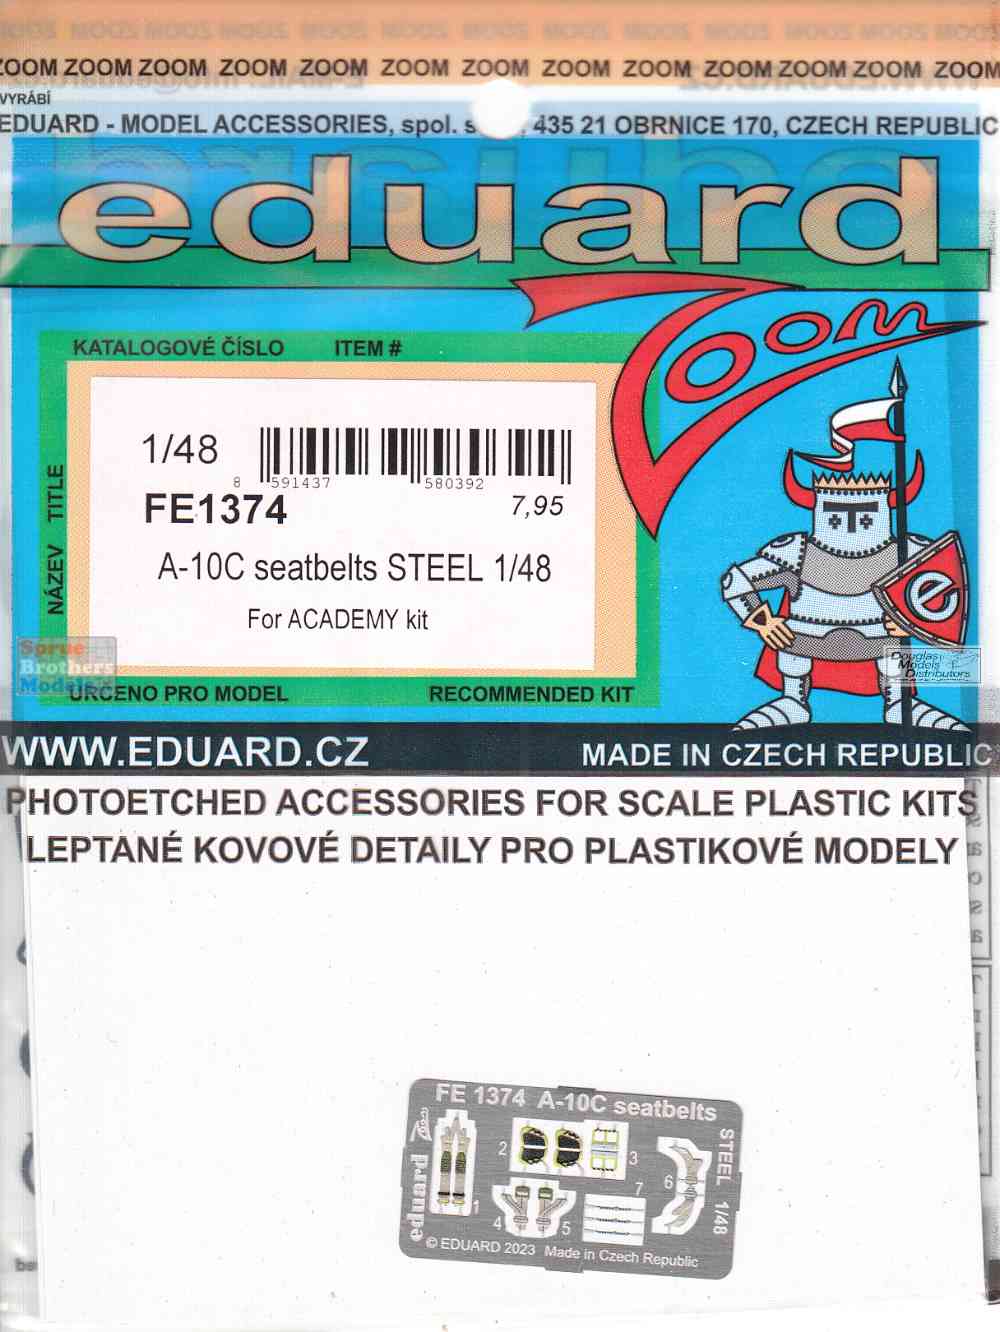 ZOOM ZOOM ZOOM ZOOM ZOOM ZOOM ZOOM ZOOM ZOOM ZOOM ZOOM ZOOM
VYRÁBÍ
EDUARD - MODEL ACCESSORIES, spol. 435 21 OBRNICE 170, CZECH REPUBLIC
eduard
Zoom
KATALOGOVÉ ČÍSLO ITEM #
NÁZEV TITLE
1/48
8 591437 580392
FE1374
7,95
A-10C seatbelts STEEL 1/48
For ACADEMY kit
e
Sprue
Brothers
Models
Douglas
Models
Distributors
URČENO PRO MODEL RECOMMENDED KIT
WWW.EDUARD.CZ MADE IN CZECH REPUBLIC
PHOTOETCHED ACCESSORIES FOR SCALE PLASTIC KITS
LEPTANÉ KOVOVÉ DETAILY PRO PLASTIKOVÉ MODELY
FE 1374 A-10C seatbelts
STEEL 1/48
eduard Zoom
1
2
3
4
5
6
7
© EDUARD 2023 Made in Czech Republic